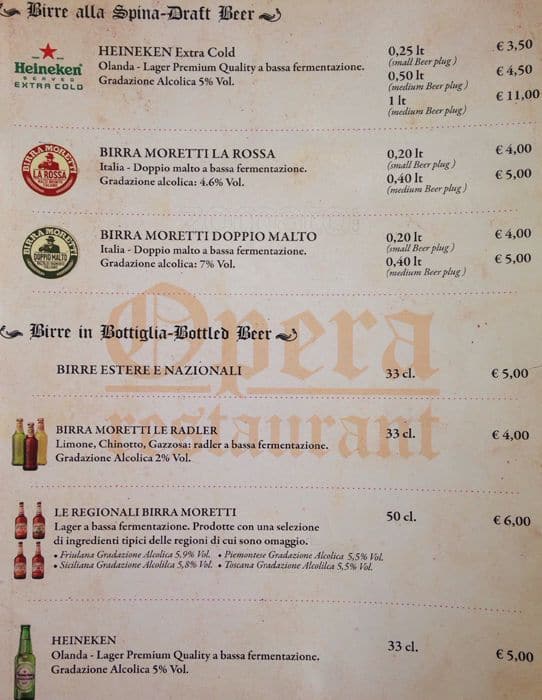 Birre alla Spina-Draft Beer
Heineken
SERVED
EXTRA COLD
HEINEKEN Extra Cold
Olanda - Lager Premium Quality a bassa fermentazione.
Gradazione Alcolica 5% Vol.
0,25 lt
(small Beer plug )
€ 3,50
0,50 lt
(medium Beer plug )
€ 4,50
1 lt
(medium Beer plug )
€ 11,00
BIRRA MORETTI
LA ROSSA
BIRRA MORETTI LA ROSSA
Italia - Doppio malto a bassa fermentazione.
Gradazione alcolica: 4.6% Vol.
0,20 lt
(small Beer plug )
€ 4,00
0,40 lt
(medium Beer plug )
€ 5,00
BIRRA MORETTI
DOPPIO MALTO
BIRRA MORETTI DOPPIO MALTO
Italia - Doppio malto a bassa fermentazione.
Gradazione alcolica: 7% Vol.
0,20 lt
(small Beer plug )
€ 4,00
0,40 lt
(medium Beer plug )
€ 5,00
Opera
restaurant
Birre in Bottiglia-Bottled Beer
BIRRE ESTERE E NAZIONALI
33 cl.
€ 5,00
BIRRA MORETTI LE RADLER
Limone, Chinotto, Gazzosa: radler a bassa fermentazione.
Gradazione Alcolica 2% Vol.
33 cl.
€ 4,00
LE REGIONALI BIRRA MORETTI
Lager a bassa fermentazione. Prodotte con una selezione
di ingredienti tipici delle regioni di cui sono omaggio.
• Friulana Gradazione Alcolica 5,9% Vol. • Piemontese Gradazione Alcolica 5,5% Vol.
• Siciliana Gradazione Alcolilca 5,8% Vol. • Toscana Gradazione Alcolilca 5,5% Vol.
50 cl.
€ 6,00
HEINEKEN
Olanda - Lager Premium Quality a bassa fermentazione.
Gradazione Alcolica 5% Vol.
33 cl.
€ 5,00